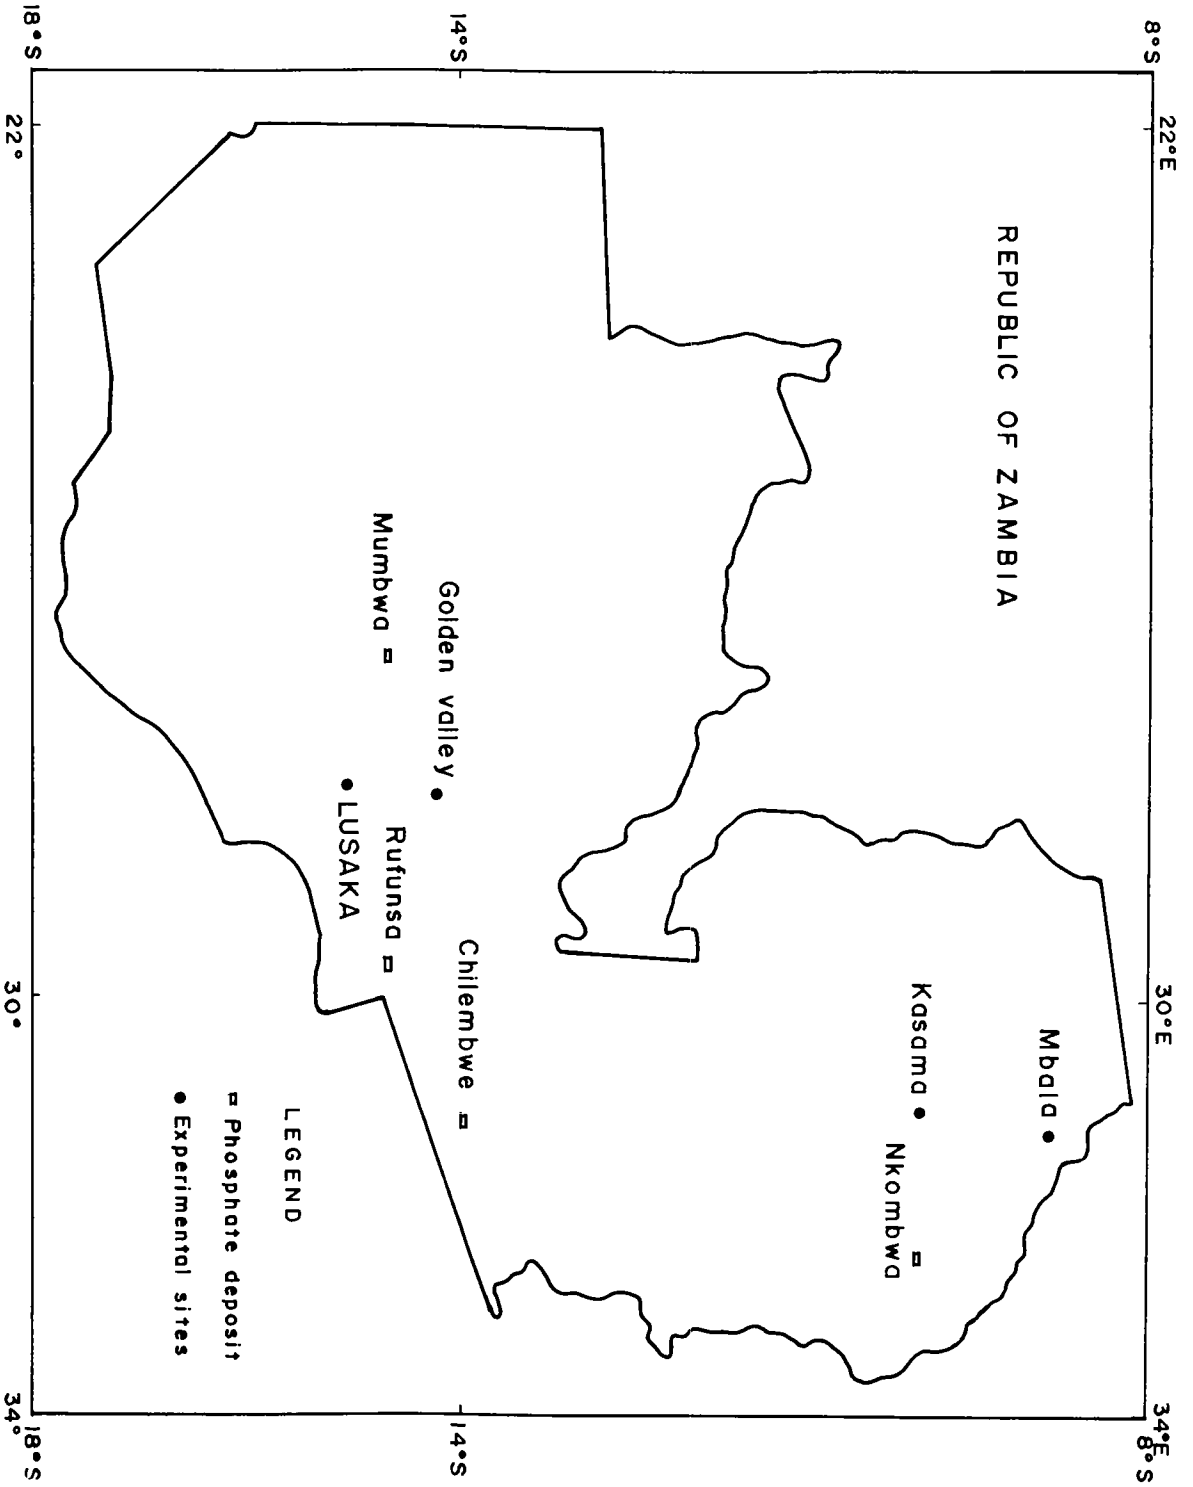 22°E
30°E
34°E
8°S
8°S
REPUBLIC OF ZAMBIA
Mbala
Kasama
Nkombwa
14°S
14°S
Chilembwe
Golden valley
Rufunsa
Mumbwa
LUSAKA
LEGEND
Phosphate deposit
Experimental sites
18°S
18°S
22°
30°
34°